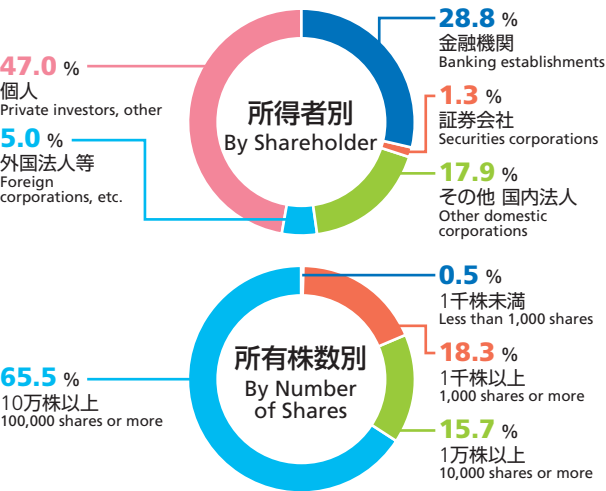 28.8 %
金融機関
Banking establishments
1.3 %
証券会社
Securities corporations
17.9 %
その他 国内法人
Other domestic
corporations
47.0 %
個人
Private investors, other
5.0 %
外国法人等
Foreign
corporations, etc.
所得者別
By Shareholder
0.5 %
1千株未満
Less than 1,000 shares
18.3 %
1千株以上
1,000 shares or more
15.7 %
1万株以上
10,000 shares or more
65.5 %
10万株以上
100,000 shares or more
所有株数別
By Number
of Shares